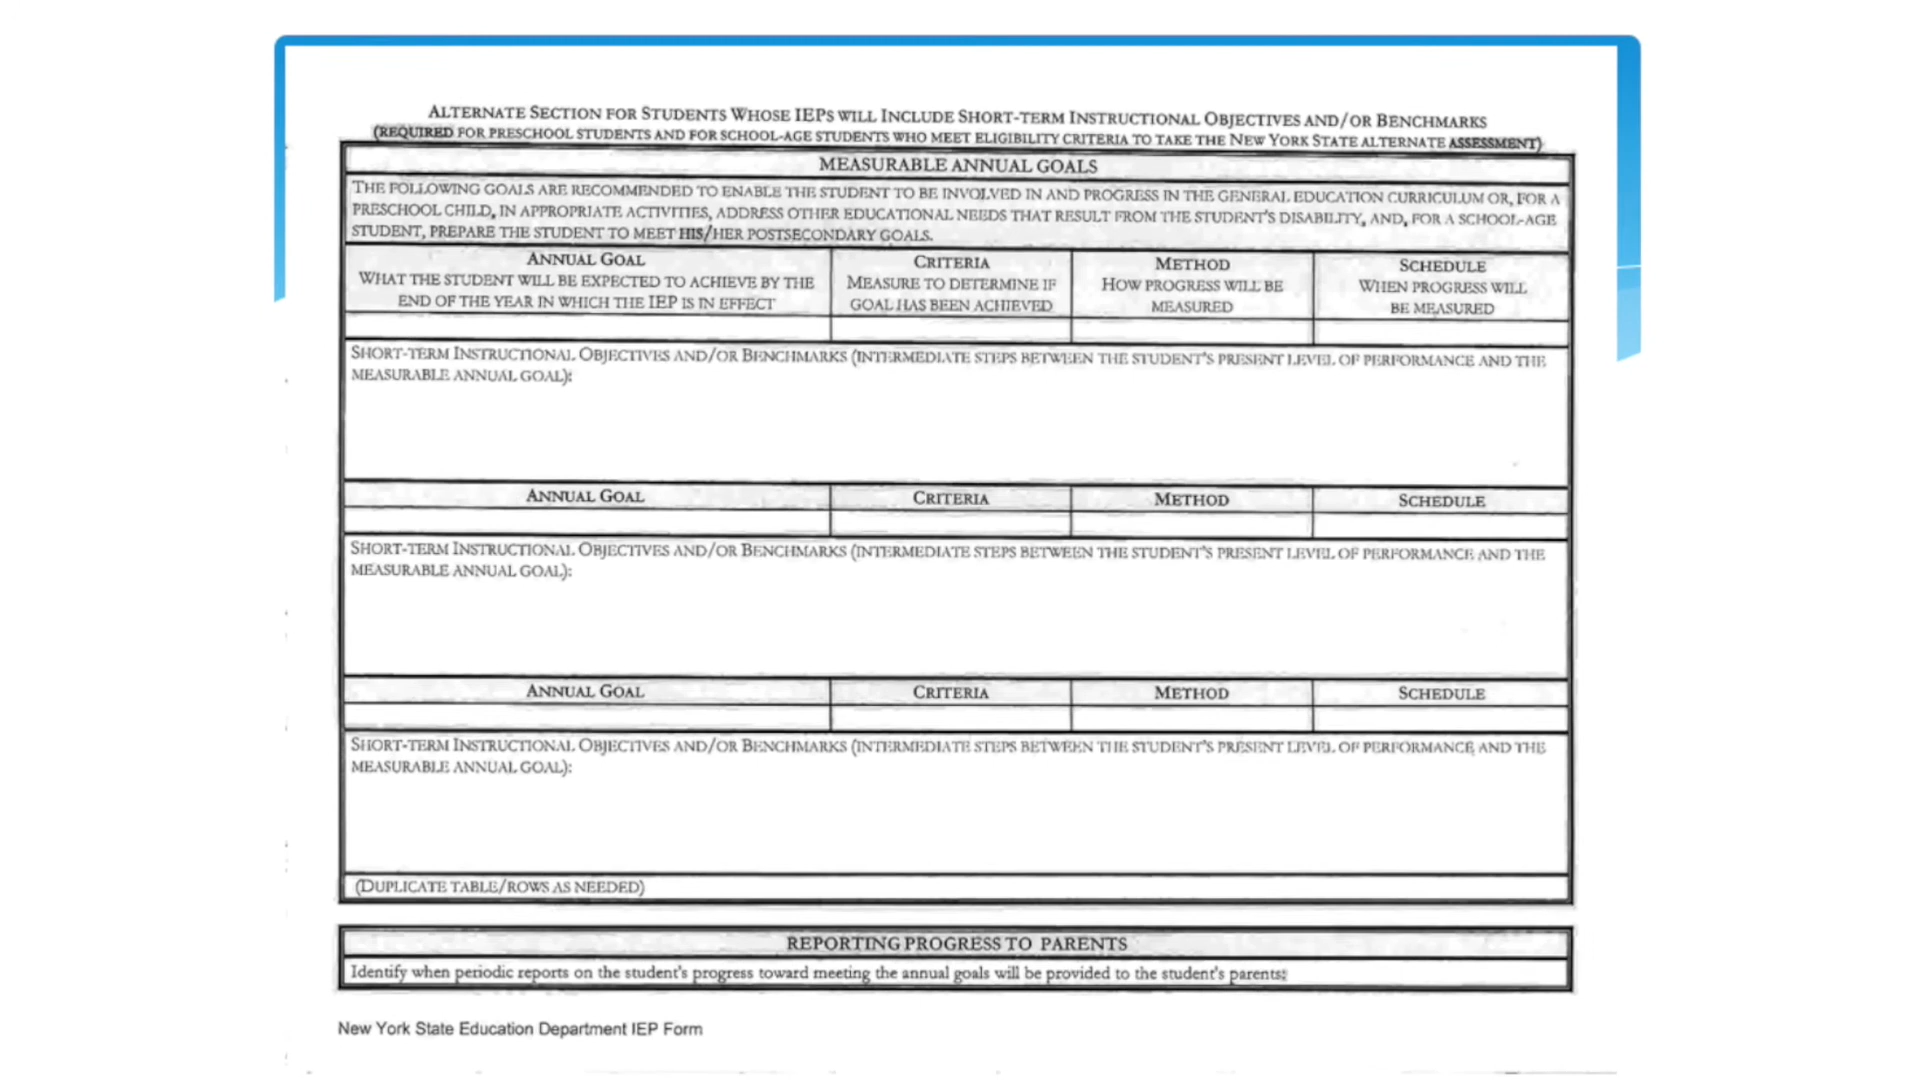 ALTERNATE SECTION FOR STUDENTS WHOSE IEPS WILL INCLUDE SHORT-TERM INSTRUCTIONAL OBJECTIVES AND/OR BENCHMARKS
(REQUIRED FOR PRESCHOOL STUDENTS AND FOR SCHOOL-AGE STUDENTS WHO MEET ELIGIBILITY CRITERIA TO TAKE THE NEW YORK STATE ALTERNATE ASSESSMENT)
MEASURABLE ANNUAL GOALS
THE FOLLOWING GOALS ARE RECOMMENDED TO ENABLE THE STUDENT TO BE INVOLVED IN AND PROGRESS IN THE GENERAL EDUCATION CURRICULUM OR, FOR A
PRESCHOOL CHILD, IN APPROPRIATE ACTIVITIES, ADDRESS OTHER EDUCATIONAL NEEDS THAT RESULT FROM THE STUDENT'S DISABILITY, AND, FOR A SCHOOL-AGE
STUDENT, PREPARE THE STUDENT TO MEET HIS/HER POSTSECONDARY GOALS.
ANNUAL GOAL
WHAT THE STUDENT WILL BE EXPECTED TO ACHIEVE BY THE
END OF THE YEAR IN WHICH THE IEP IS IN EFFECT
CRITERIA
MEASURE TO DETERMINE IF
GOAL HAS BEEN ACHIEVED
METHOD
HOW PROGRESS WILL BE
MEASURED
SCHEDULE
WHEN PROGRESS WILL
BE MEASURED
SHORT-TERM INSTRUCTIONAL OBJECTIVES AND/OR BENCHMARKS (INTERMEDIATE STEPS BETWEEN THE STUDENT'S PRESENT LEVEL OF PERFORMANCE AND THE
MEASURABLE ANNUAL GOAL):
ANNUAL GOAL CRITERIA METHOD SCHEDULE
SHORT-TERM INSTRUCTIONAL OBJECTIVES AND/OR BENCHMARKS (INTERMEDIATE STEPS BETWEEN THE STUDENT'S PRESENT LEVEL OF PERFORMANCE AND THE
MEASURABLE ANNUAL GOAL):
ANNUAL GOAL CRITERIA METHOD SCHEDULE
SHORT-TERM INSTRUCTIONAL OBJECTIVES AND/OR BENCHMARKS (INTERMEDIATE STEPS BETWEEN THE STUDENT'S PRESENT LEVEL OF PERFORMANCE AND THE
MEASURABLE ANNUAL GOAL):
(DUPLICATE TABLE/ROWS AS NEEDED)
REPORTING PROGRESS TO PARENTS
Identify when periodic reports on the student's progress toward meeting the annual goals will be provided to the student's parents:
New York State Education Department IEP Form